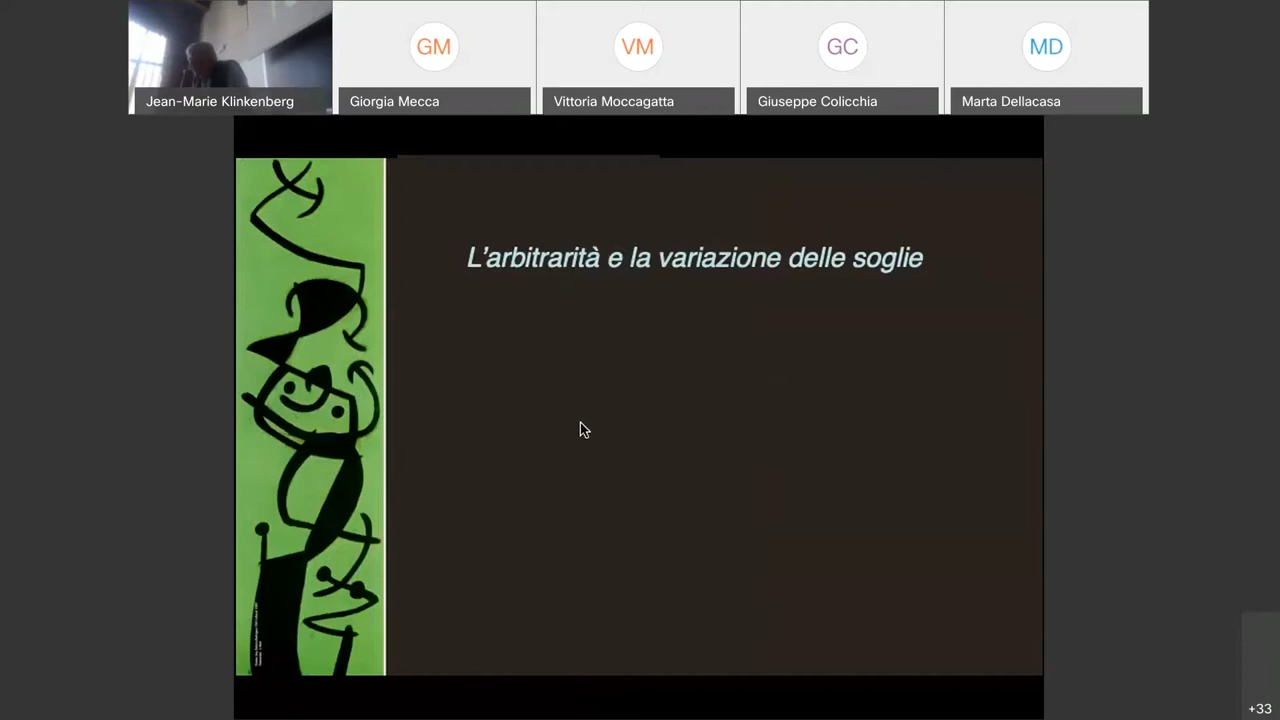 GM
VM
GC
MD
Jean-Marie Klinkenberg
Giorgia Mecca
Vittoria Moccagatta
Giuseppe Colicchia
Marta Dellacasa
L’arbitrarità e la variazione delle soglie
+33